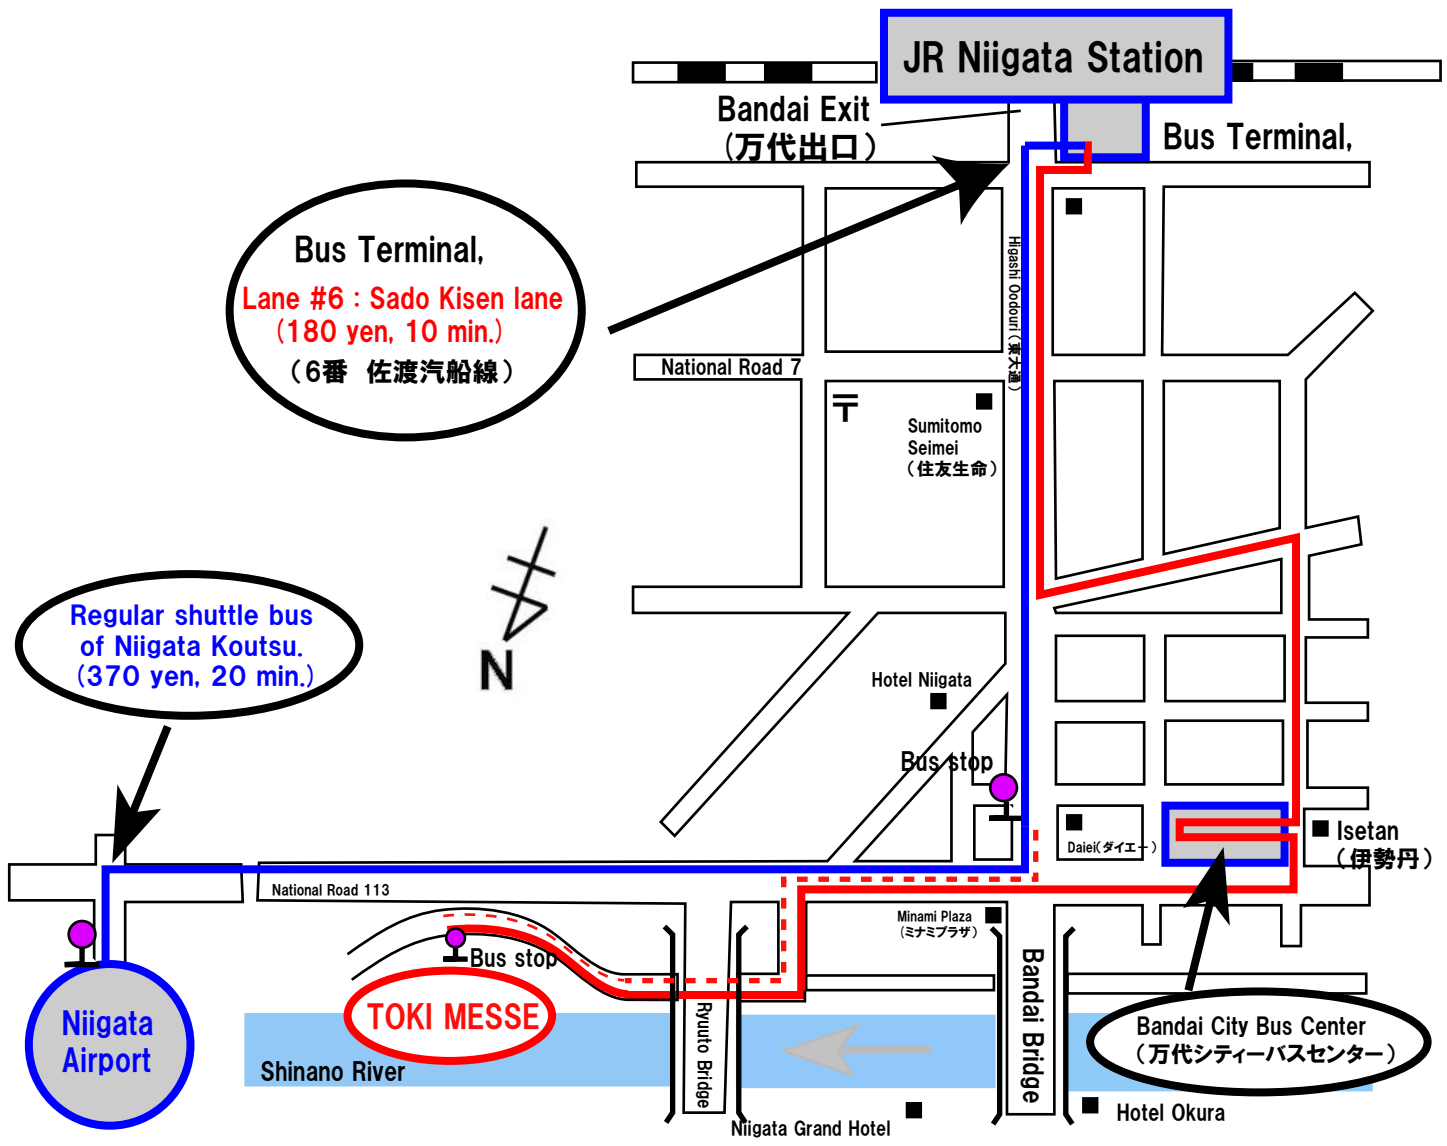 JR Niigata Station
Bandai Exit
(万代出口)
Bus Terminal,
Bus Terminal,
Lane #6 : Sado Kisen lane
(180 yen, 10 min.)
（6番 佐渡汽船線）
Higashi Oodouri（東大通）
National Road 7
〒
Sumitomo
Seimei
（住友生命）
N
Regular shuttle bus
of Niigata Koutsu.
(370 yen, 20 min.)
Hotel Niigata
Bus stop
Daiei(ダイエー)
Isetan
（伊勢丹）
National Road 113
Minami Plaza
（ミナミプラザ）
Bus stop
TOKI MESSE
Niigata
Airport
Ryuuto Bridge
Bandai Bridge
Bandai City Bus Center
（万代シティーバスセンター）
Shinano River
Niigata Grand Hotel
Hotel Okura